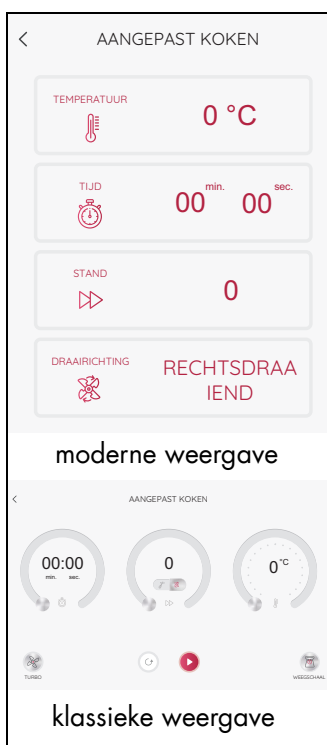 AANGEPAST KOKEN
TEMPERATUUR
0 °C
TIJD
00 min. 00 sec.
STAND
0
DRAAIRICHTING
RECHTSDRAA
IEND
moderne weergave
AANGEPAST KOKEN
00:00
min. sec.
0
0°C
TURBO
WEEGSCHAAL
klassieke weergave